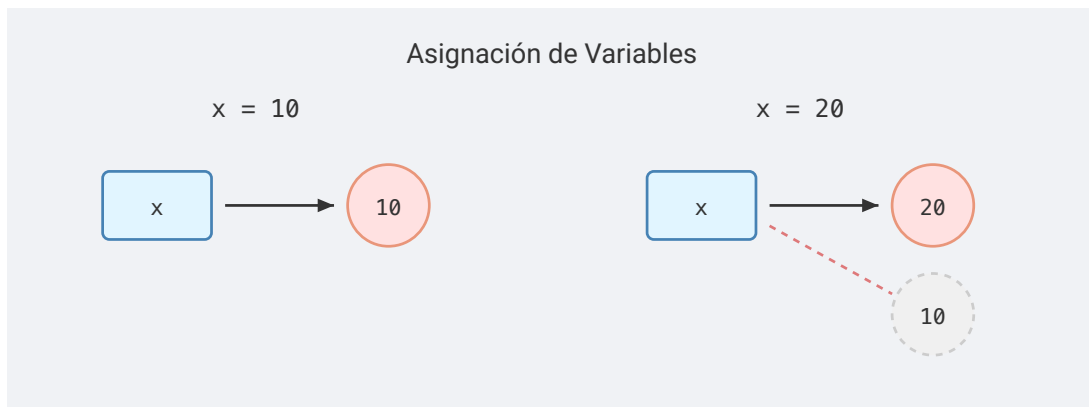 Asignación de Variables
x = 10
x
10
x = 20
x
20
10